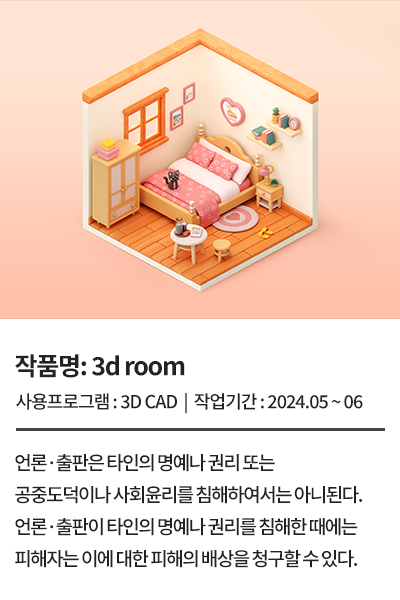 작품명: 3d room
사용프로그램 : 3D CAD | 작업기간 : 2024.05 ~ 06
언론·출판은 타인의 명예나 권리 또는
공중도덕이나 사회윤리를 침해하여서는 아니된다.
언론·출판이 타인의 명예나 권리를 침해한 때에는
피해자는 이에 대한 피해의 배상을 청구할 수 있다.